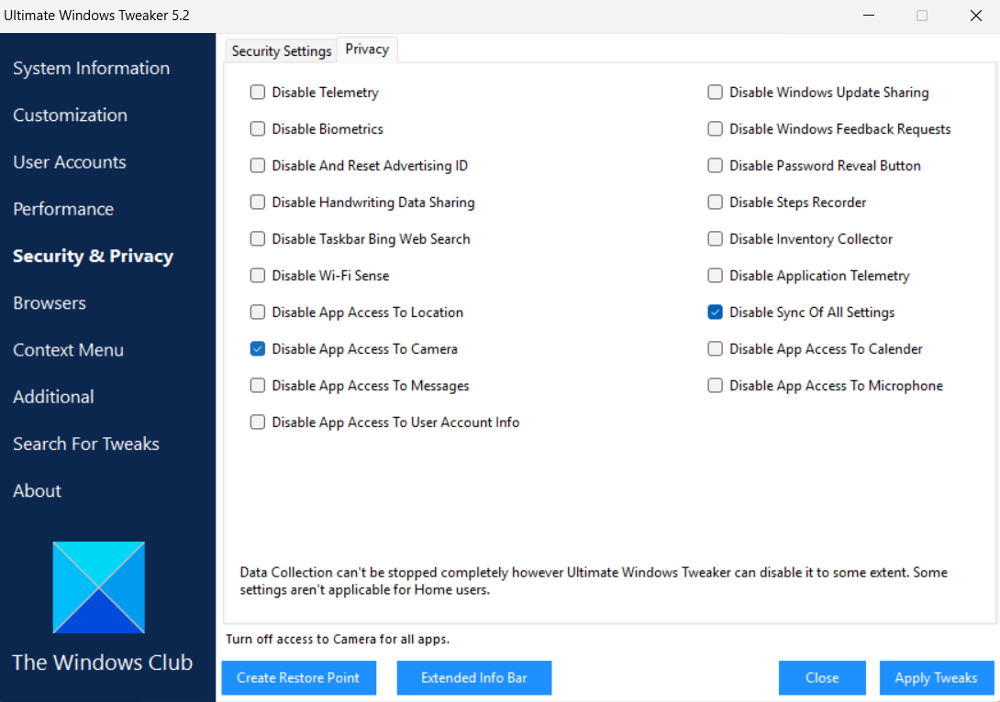 Ultimate Windows Tweaker 5.2
System Information
Customization
User Accounts
Performance
Security & Privacy
Browsers
Context Menu
Additional
Search For Tweaks
About
The Windows Club
Security Settings
Privacy
Disable Telemetry
Disable Biometrics
Disable And Reset Advertising ID
Disable Handwriting Data Sharing
Disable Taskbar Bing Web Search
Disable Wi-Fi Sense
Disable App Access To Location
Disable App Access To Camera
Disable App Access To Messages
Disable App Access To User Account Info
Disable Windows Update Sharing
Disable Windows Feedback Requests
Disable Password Reveal Button
Disable Steps Recorder
Disable Inventory Collector
Disable Application Telemetry
Disable Sync Of All Settings
Disable App Access To Calender
Disable App Access To Microphone
Data Collection can't be stopped completely however Ultimate Windows Tweaker can disable it to some extent. Some
settings aren't applicable for Home users.
Turn off access to Camera for all apps.
Create Restore Point
Extended Info Bar
Close
Apply Tweaks